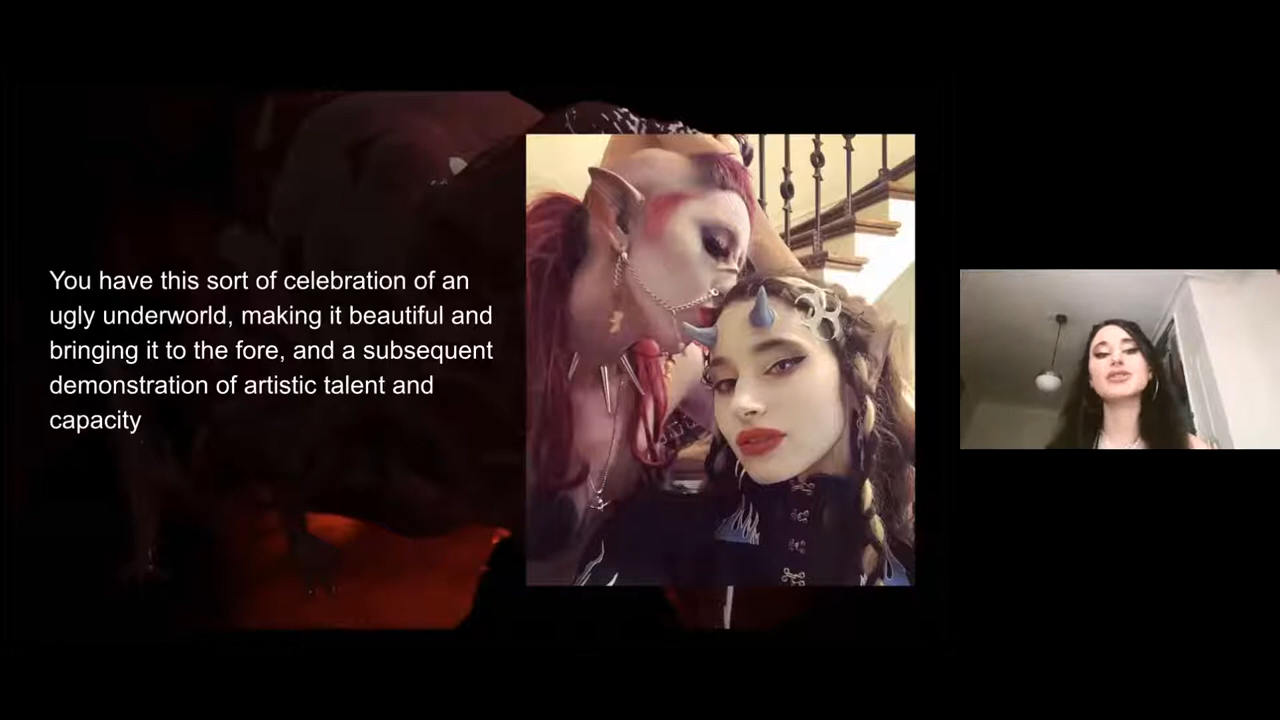 You have this sort of celebration of an
ugly underworld, making it beautiful and
bringing it to the fore, and a subsequent
demonstration of artistic talent and
capacity